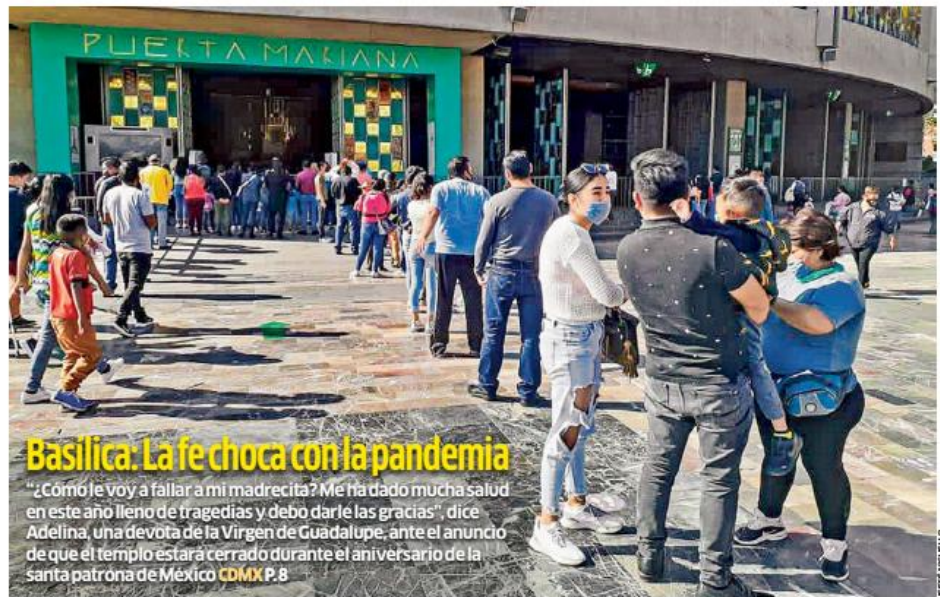 PUERTA MARIANA
Basílica: La fe choca con la pandemia
“¿Cómo le voy a fallar a mi madrecita? Me ha dado mucha salud
en este año lleno de tragedias y debo darle las gracias”, dice
Adelina, una devota de la Virgen de Guadalupe, ante el anuncio
de que el templo estará cerrado durante el aniversario de la
santa patrona de México CDMX P. 8